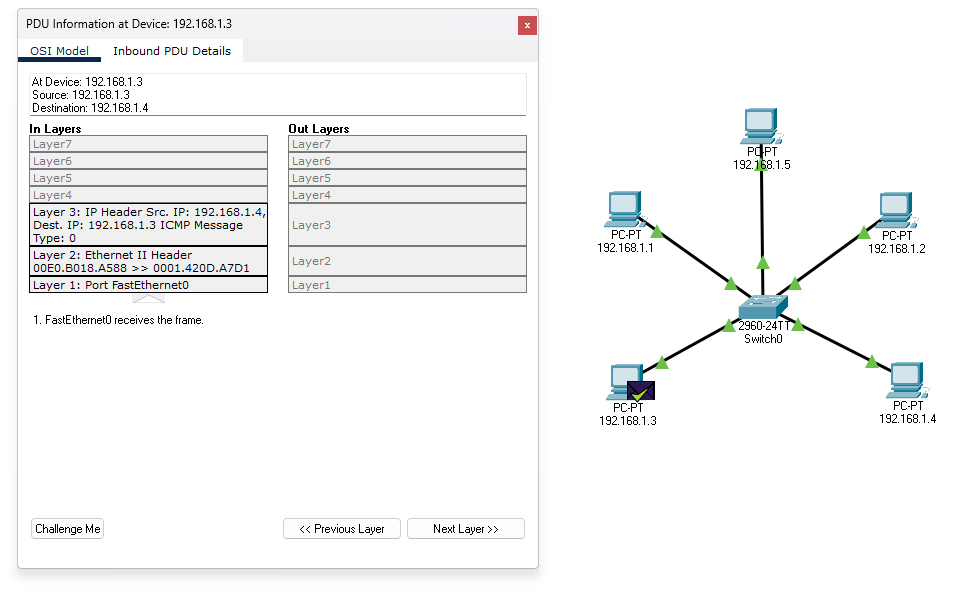 PDU Information at Device: 192.168.1.3
x
OSI Model
Inbound PDU Details
At Device: 192.168.1.3
Source: 192.168.1.3
Destination: 192.168.1.4
In Layers
Layer7
Layer6
Layer5
Layer4
Layer 3: IP Header Src. IP: 192.168.1.4,
Dest. IP: 192.168.1.3 ICMP Message
Type: 0
Layer 2: Ethernet II Header
00E0.B018.A588 >> 0001.420D.A7D1
Layer 1: Port FastEthernet0
Out Layers
Layer7
Layer6
Layer5
Layer4
Layer3
Layer2
Layer1
1. FastEthernet0 receives the frame.
Challenge Me
<< Previous Layer
Next Layer >>
PC-PT
192.168.1.5
PC-PT
192.168.1.1
PC-PT
192.168.1.2
2960-24TT
Switch0
PC-PT
192.168.1.3
PC-PT
192.168.1.4